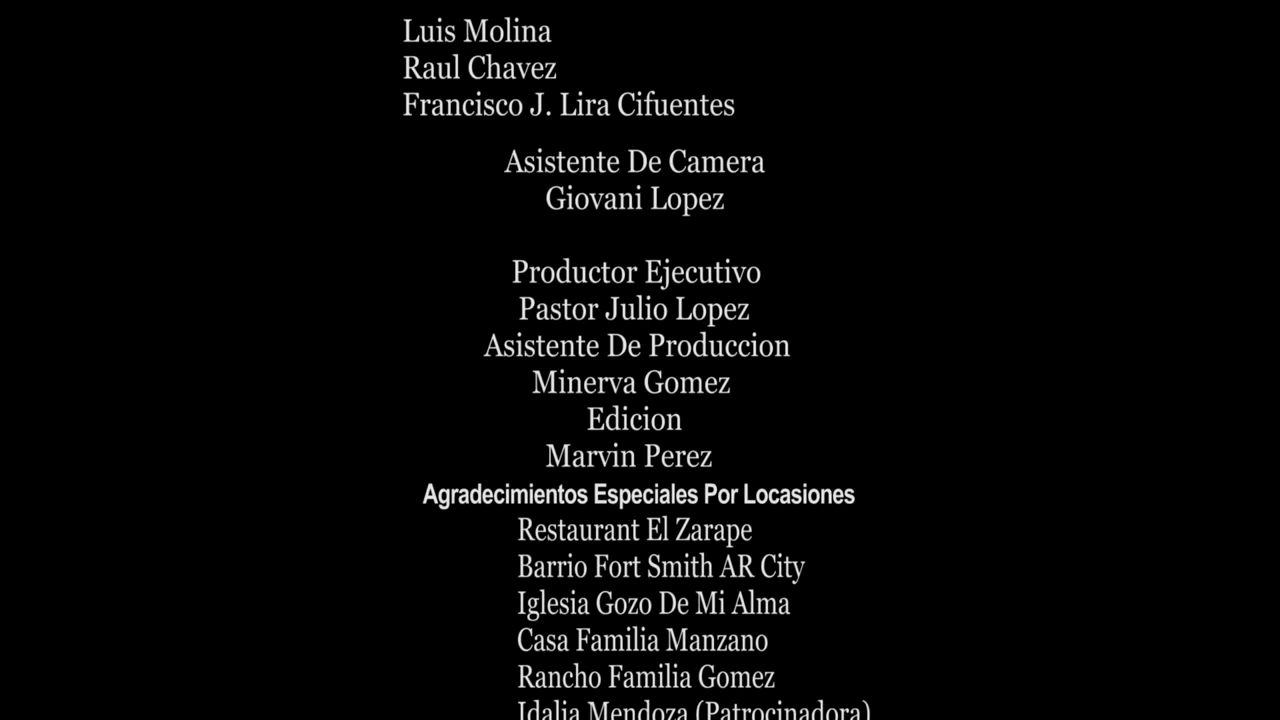 Luis Molina
Raul Chavez
Francisco J. Lira Cifuentes
Asistente De Camera
Giovani Lopez
Productor Ejecutivo
Pastor Julio Lopez
Asistente De Produccion
Minerva Gomez
Edicion
Marvin Perez
Agradecimientos Especiales Por Locasiones
Restaurant El Zarape
Barrio Fort Smith AR City
Iglesia Gozo De Mi Alma
Casa Familia Manzano
Rancho Familia Gomez
Idalia Mendoza (Patrocinadora)